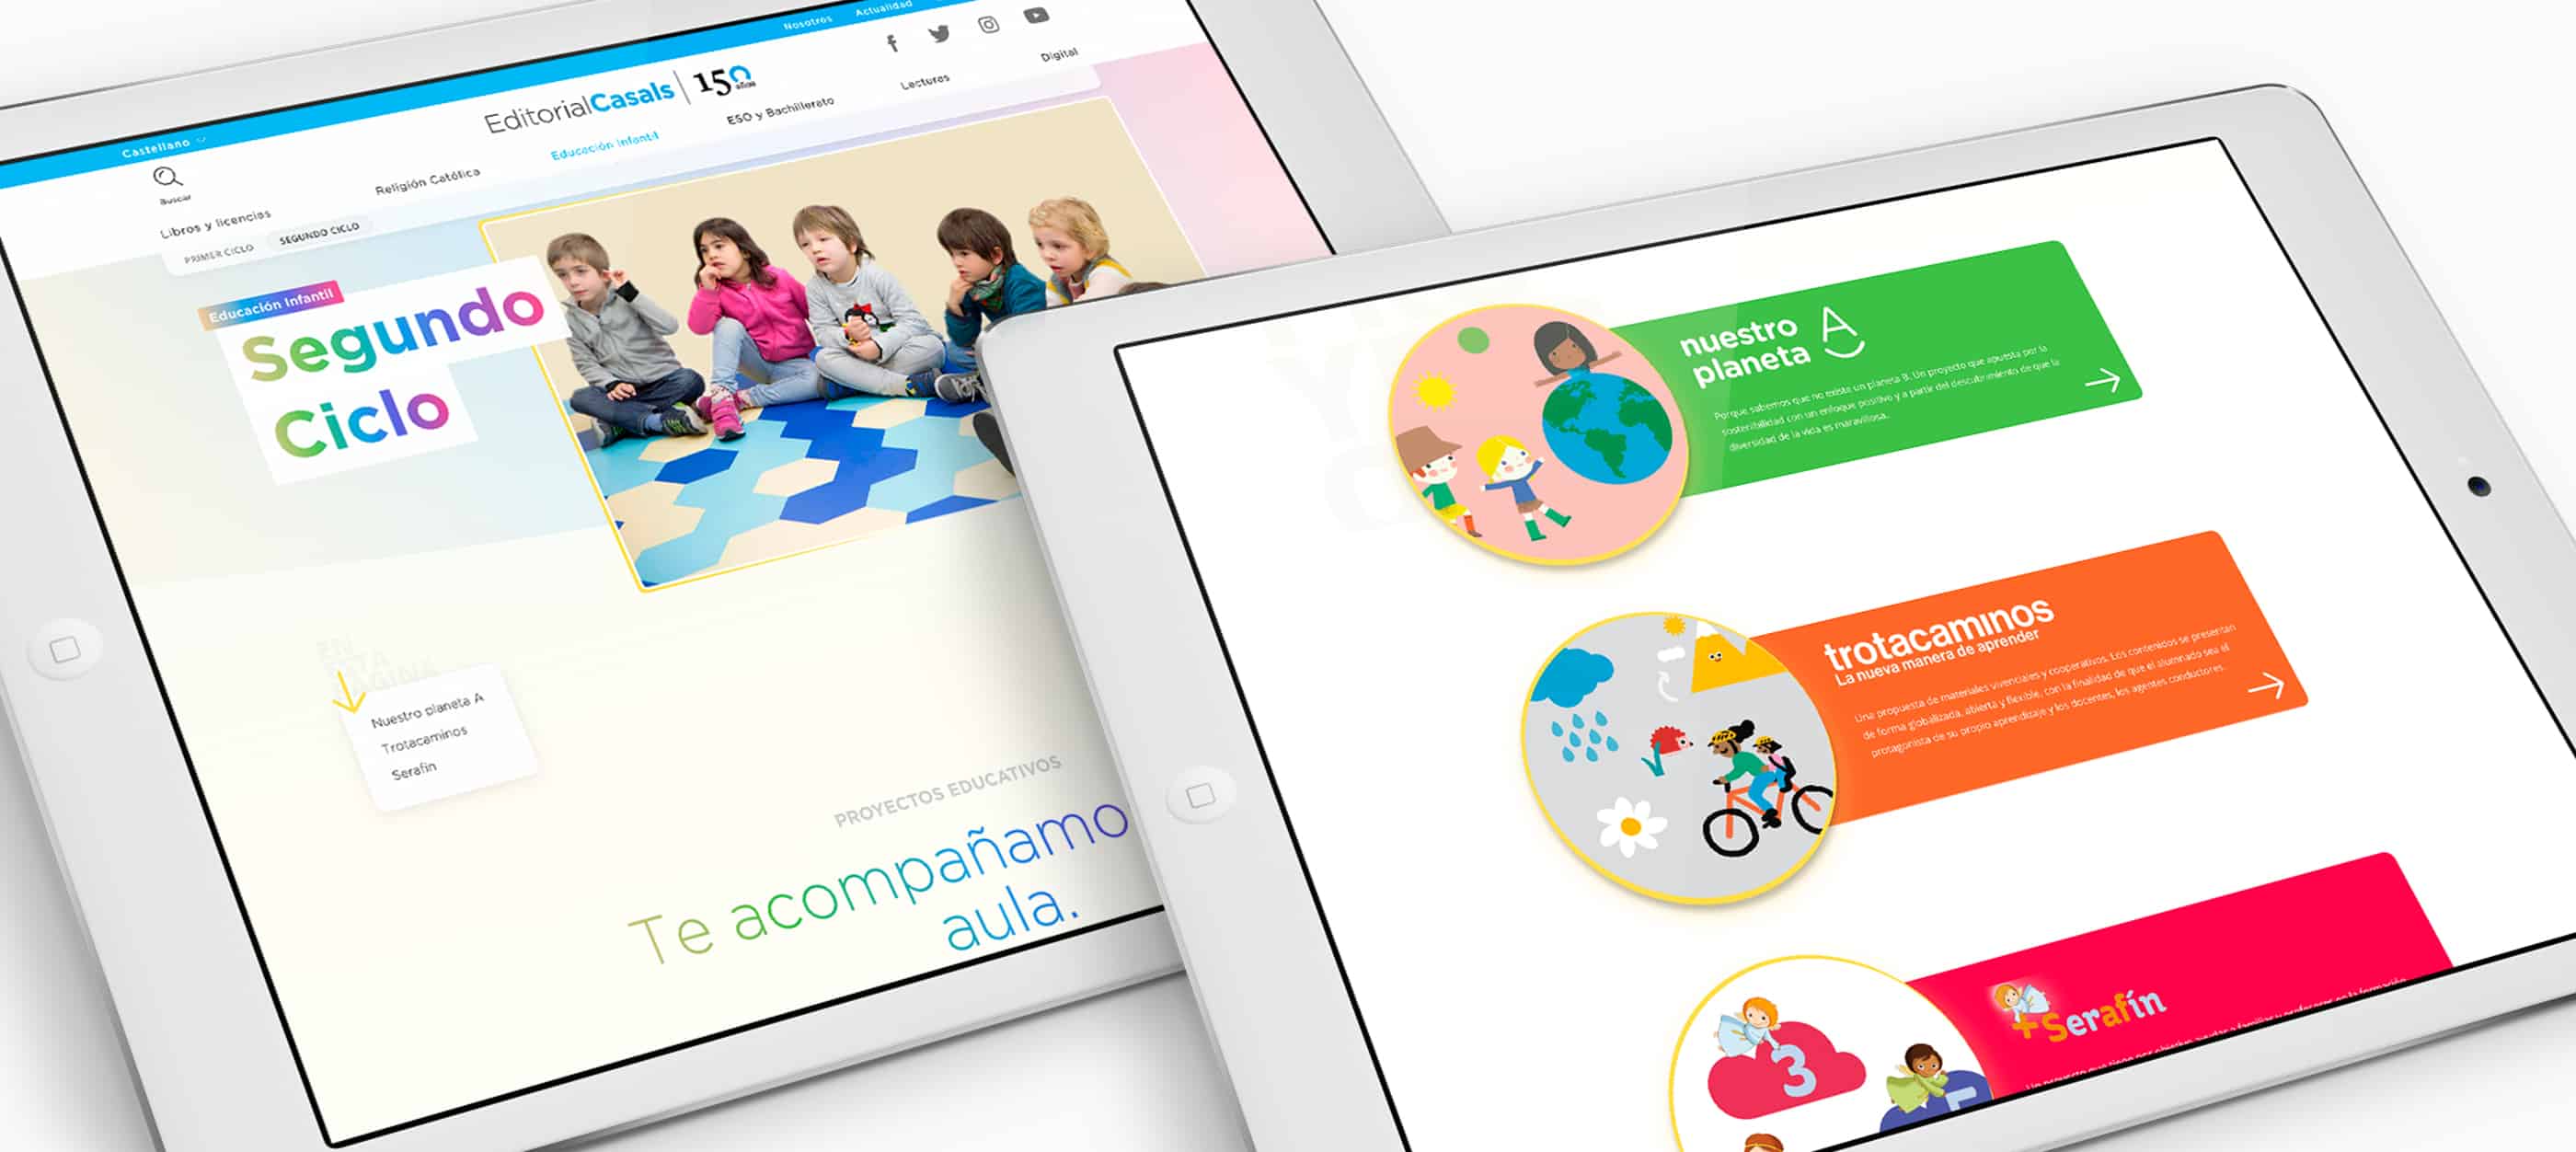 Nosotros
Actualidad
Castellano
EditorialCasals | 150
años
Buscar
Libros y licencias
Religión Católica
Educación Infantil
ESO y Bachillerato
Lecturas
Digital
PRIMER CICLO
SEGUNDO CICLO
Educación Infantil
Segundo
Ciclo
EN
ESTA
PÁGINA
Nuestro planeta A
Trotacaminos
Serafín
PROYECTOS EDUCATIVOS
Te acompañamo
aula.
nuestro
planeta A
Porque sabemos que no existe un planeta B. Un proyecto que apuesta por la
sostenibilidad con un enfoque positivo y a partir del descubrimiento de que la
diversidad de la vida es maravillosa.
trotacaminos
La nueva manera de aprender
Una propuesta de materiales vivenciales y cooperativos. Los contenidos se presentan
de forma globalizada, abierta y flexible, con la finalidad de que el alumnado sea el
protagonista de su propio aprendizaje y los docentes, los agentes conductores.
3
+Serafín